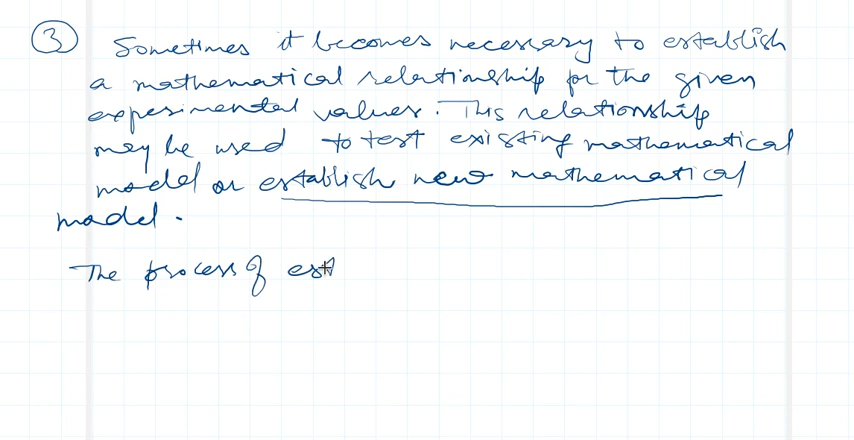 3 Sometimes it becomes necessary to establish
a mathematical relationship for the given
experimental values. This relationship
may be used to test existing mathematical
model or establish new mathematical
model.
The process of est